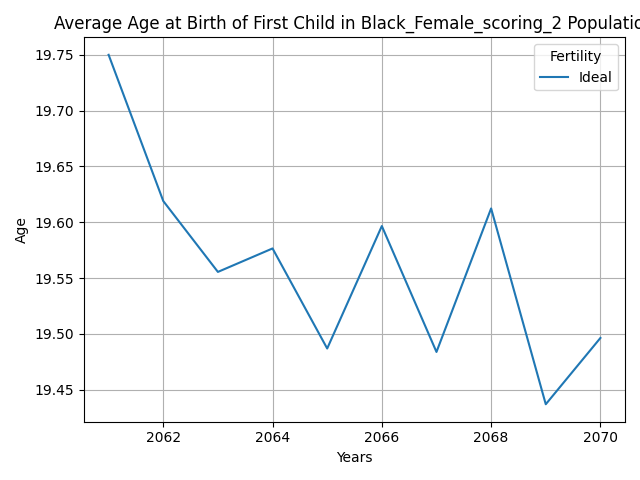 Average Age at Birth of First Child in Black_Female_scoring_2 Populatio
Fertility
Ideal
19.75
19.70
19.65
19.60
19.55
19.50
19.45
Age
2062 2064 2066 2068 2070
Years